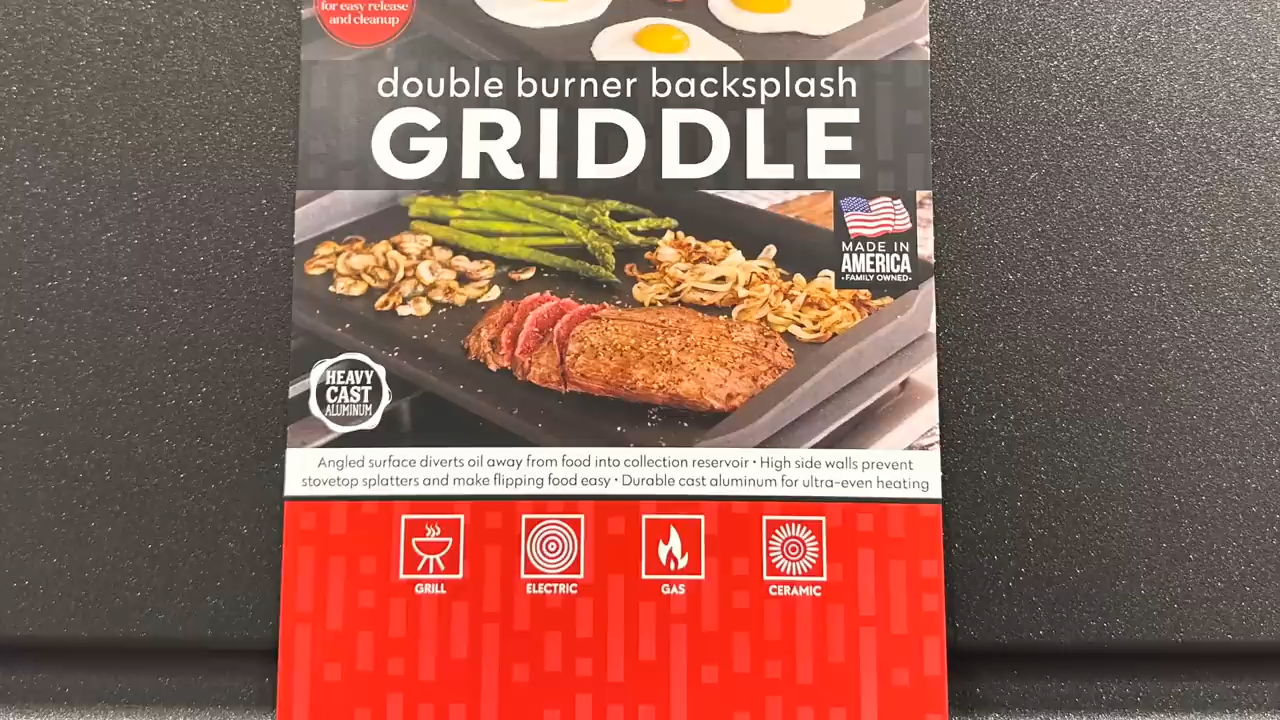 for easy release
and cleanup
double burner backsplash
GRIDDLE
MADE IN
AMERICA
•FAMILY OWNED•
HEAVY
CAST
ALUMINUM
Angled surface diverts oil away from food into collection reservoir • High side walls prevent
stovetop splatters and make flipping food easy • Durable cast aluminum for ultra-even heating
GRILL
ELECTRIC
GAS
CERAMIC